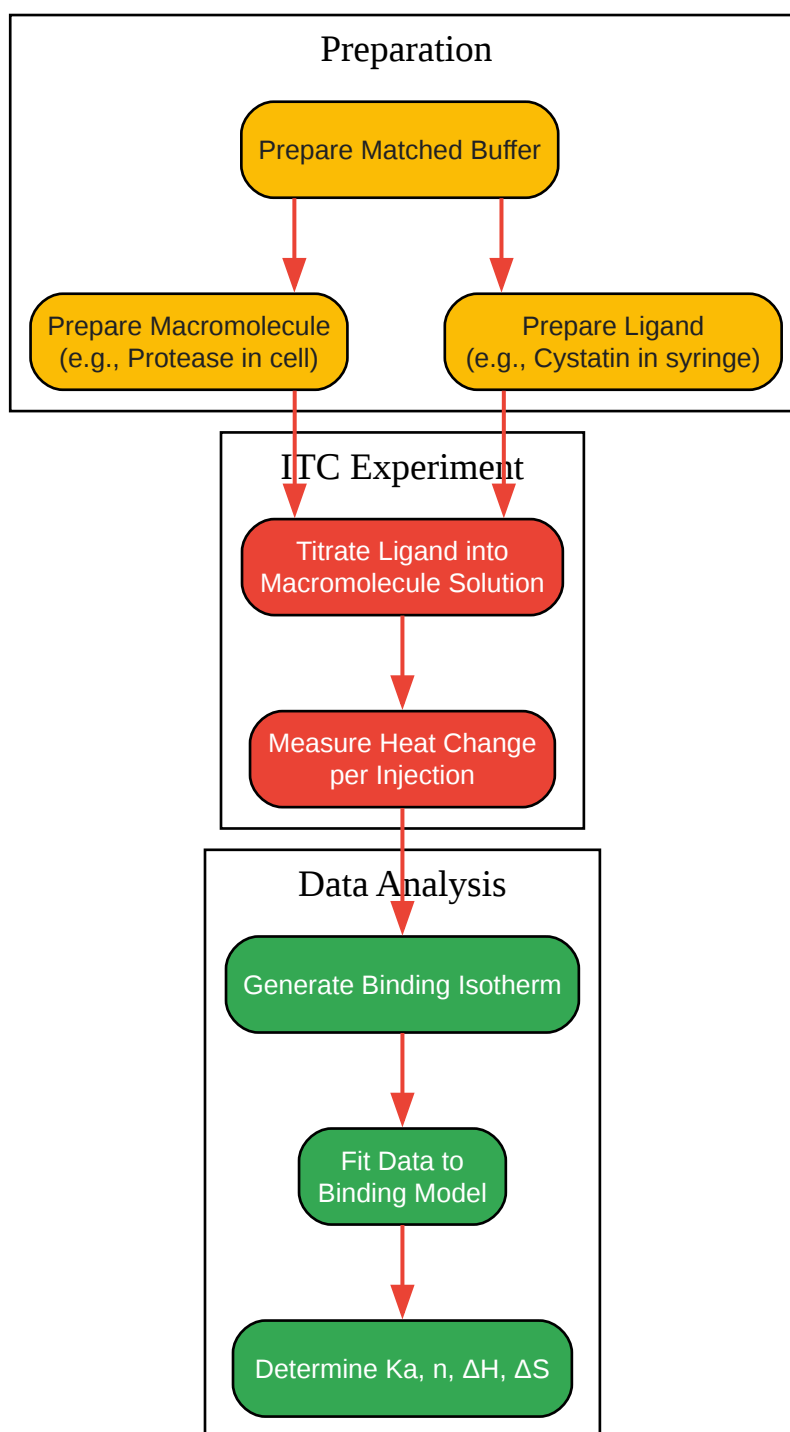 Preparation
Prepare Matched Buffer
Prepare Macromolecule
(e.g., Protease in cell)
Prepare Ligand
(e.g., Cystatin in syringe)
ITC Experiment
Titrate Ligand into
Macromolecule Solution
Measure Heat Change
per Injection
Data Analysis
Generate Binding Isotherm
Fit Data to
Binding Model
Determine Ka, n, ΔH, ΔS